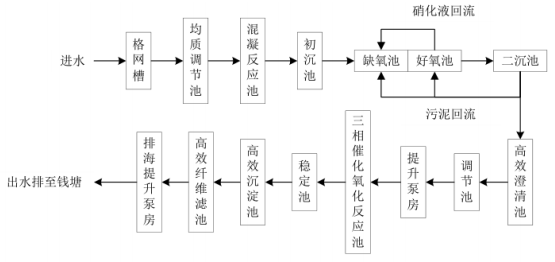 硝化液回流
进水
格网槽
均质调节池
混凝反应池
初沉池
缺氧池
好氧池
二沉池
污泥回流
高效澄清池
调节池
提升泵房
三相催化氧化反应池
稳定池
高效沉淀池
高效纤维滤池
排海提升泵房
出水排至钱塘